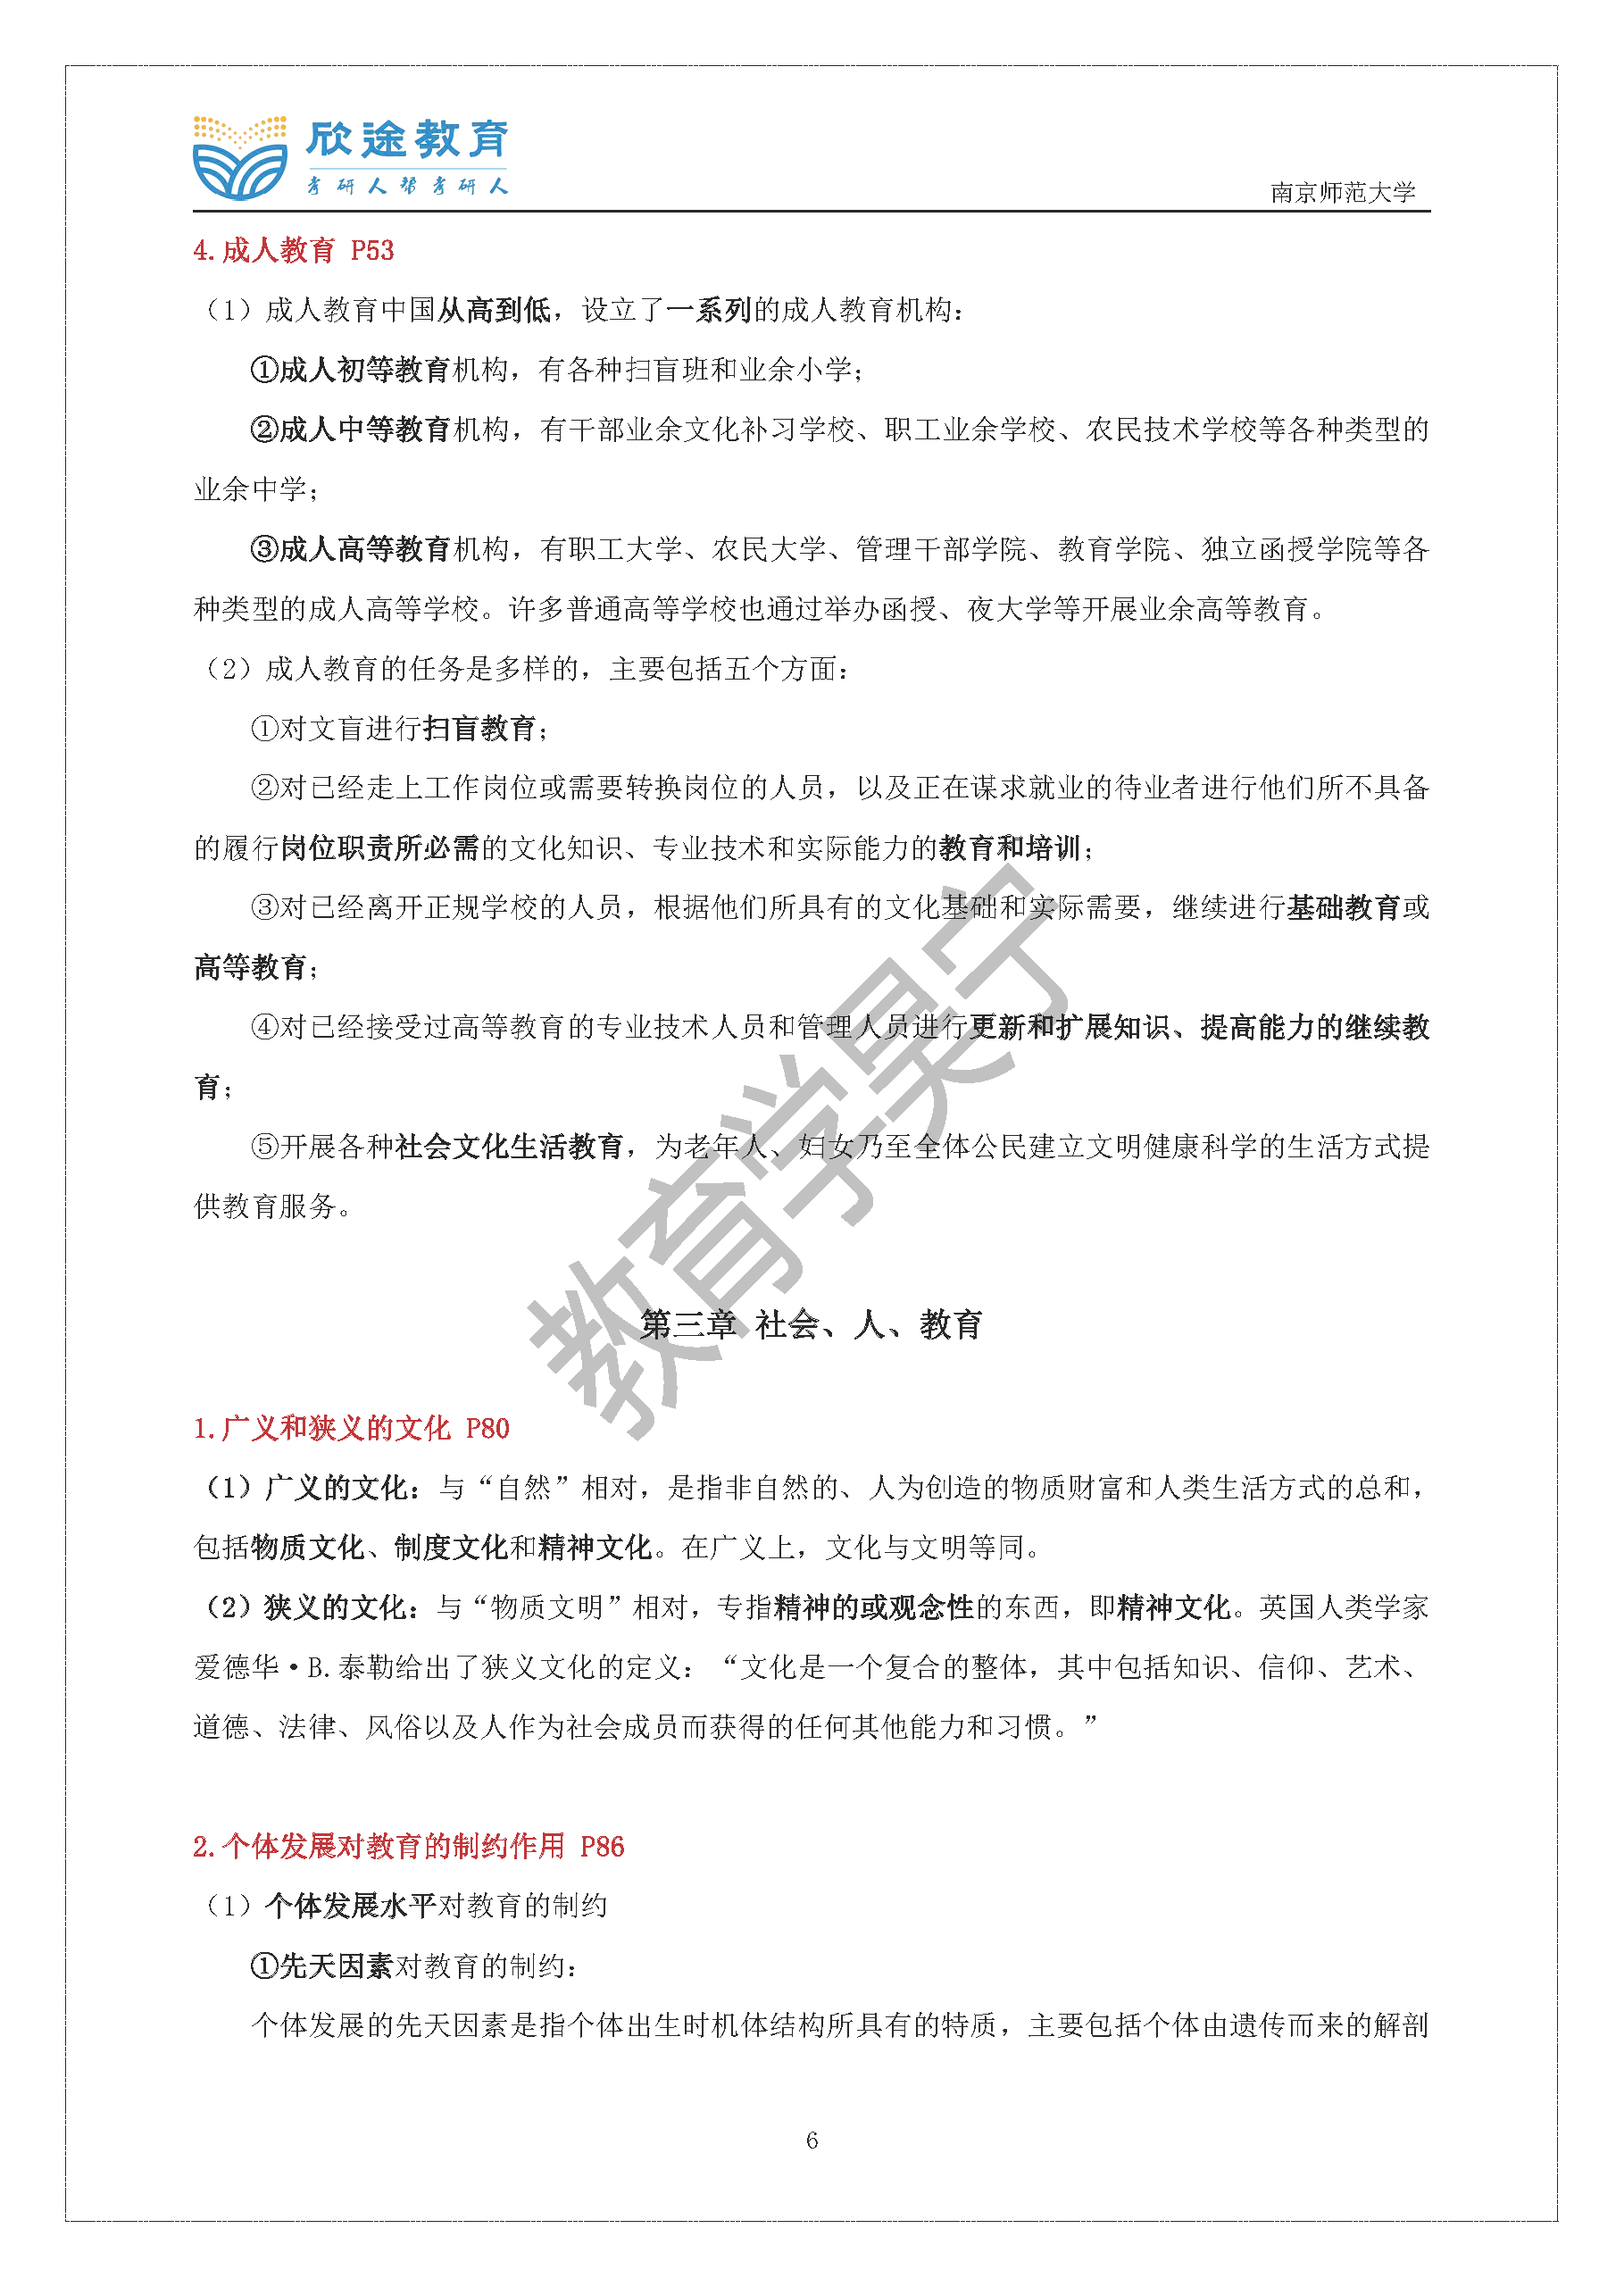 欣途教育
考研人帮考研人
南京师范大学
4.成人教育 P53
（1）成人教育中国从高到低，设立了一系列的成人教育机构：
①成人初等教育机构，有各种扫盲班和业余小学；
②成人中等教育机构，有干部业余文化补习学校、职工业余学校、农民技术学校等各种类型的
业余中学；
③成人高等教育机构，有职工大学、农民大学、管理干部学院、教育学院、独立函授学院等各
种类型的成人高等学校。许多普通高等学校也通过举办函授、夜大学等开展业余高等教育。
（2）成人教育的任务是多样的，主要包括五个方面：
①对文盲进行扫盲教育；
②对已经走上工作岗位或需要转换岗位的人员，以及正在谋求就业的待业者进行他们所不具备
的履行岗位职责所必需的文化知识、专业技术和实际能力的教育和培训；
③对已经离开正规学校的人员，根据他们所具有的文化基础和实际需要，继续进行基础教育或
高等教育；
④对已经接受过高等教育的专业技术人员和管理人员进行更新和扩展知识、提高能力的继续教
育；
⑤开展各种社会文化生活教育，为老年人、妇女乃至全体公民建立文明健康科学的生活方式提
供教育服务。
教育学昊宁
第三章 社会、人、教育
1.广义和狭义的文化 P80
（1）广义的文化：与“自然”相对，是指非自然的、人为创造的物质财富和人类生活方式的总和，
包括物质文化、制度文化和精神文化。在广义上，文化与文明等同。
（2）狭义的文化：与“物质文明”相对，专指精神的或观念性的东西，即精神文化。英国人类学家
爱德华·B.泰勒给出了狭义文化的定义：“文化是一个复合的整体，其中包括知识、信仰、艺术、
道德、法律、风俗以及人作为社会成员而获得的任何其他能力和习惯。”
2.个体发展对教育的制约作用 P86
（1）个体发展水平对教育的制约
①先天因素对教育的制约：
个体发展的先天因素是指个体出生时机体结构所具有的特质，主要包括个体由遗传而来的解剖
6